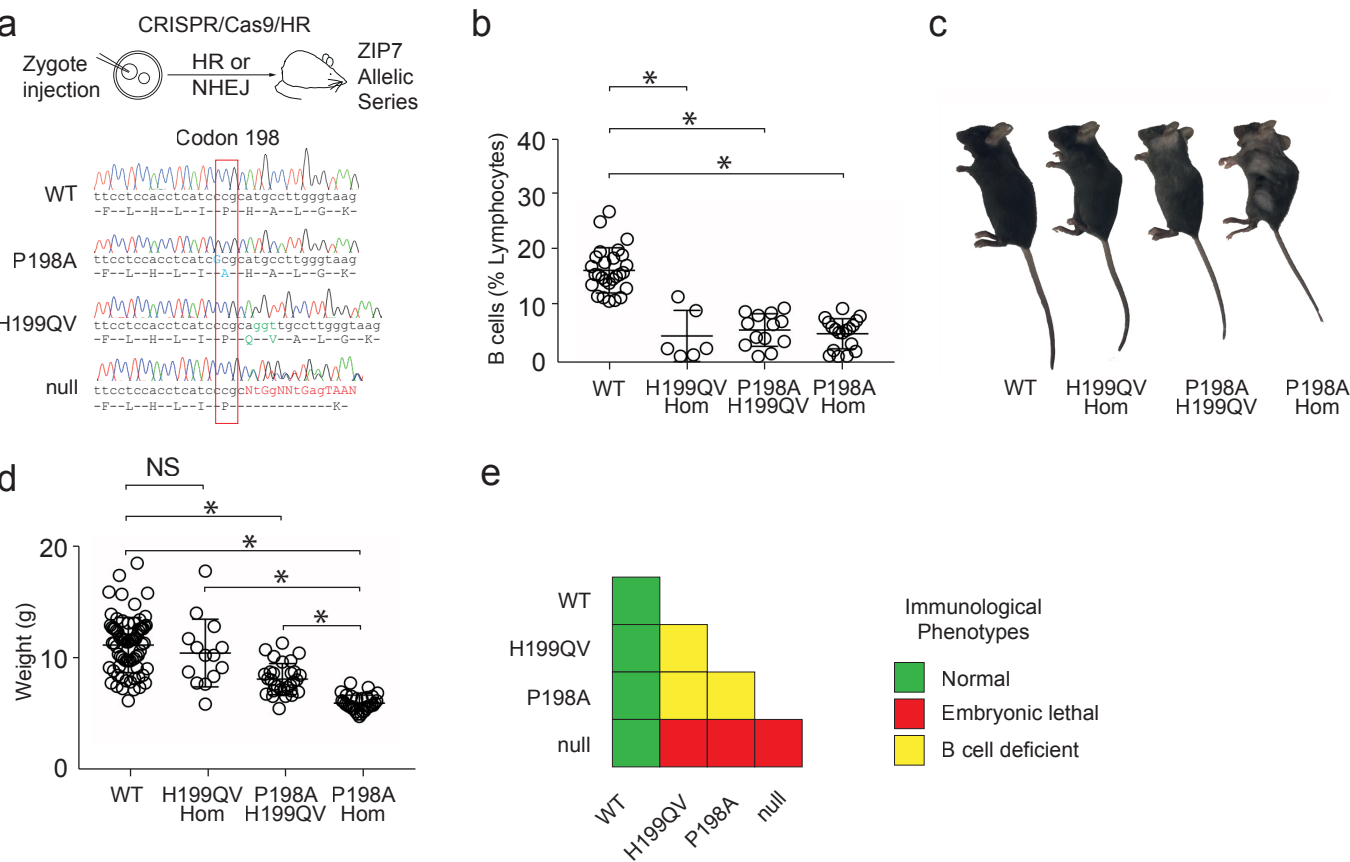 a
CRISPR/Cas9/HR
Zygote
injection
HR or
NHEJ
ZIP7
Allelic
Series
Codon 198
WT
ttcctccacctcatcccgcatgccttgggtaag
-F--L--H--L--I--P--H--A--L--G--K-
P198A
ttcctccacctcatcGcgcatgccttgggtaag
-F--L--H--L--I--A--H--A--L--G--K-
H199QV
ttcctccacctcatcccgcaggttgccttgggtaag
-F--L--H--L--I--P--Q--V--A--L--G--K-
null
ttcctccacctcatcccgcNtGgNNtGagTAAN
-F--L--H--L--I--P------------K-
b
B cells (% Lymphocytes)
40
30
20
10
0
*
*
*
WT
H199QV
Hom
P198A
H199QV
P198A
Hom
c
WT
H199QV
Hom
P198A
H199QV
P198A
Hom
d
Weight (g)
20
10
0
NS
*
*
*
*
WT
H199QV
Hom
P198A
H199QV
P198A
Hom
e
WT
H199QV
P198A
null
WT
H199QV
P198A
null
Immunological
Phenotypes
Normal
Embryonic lethal
B cell deficient